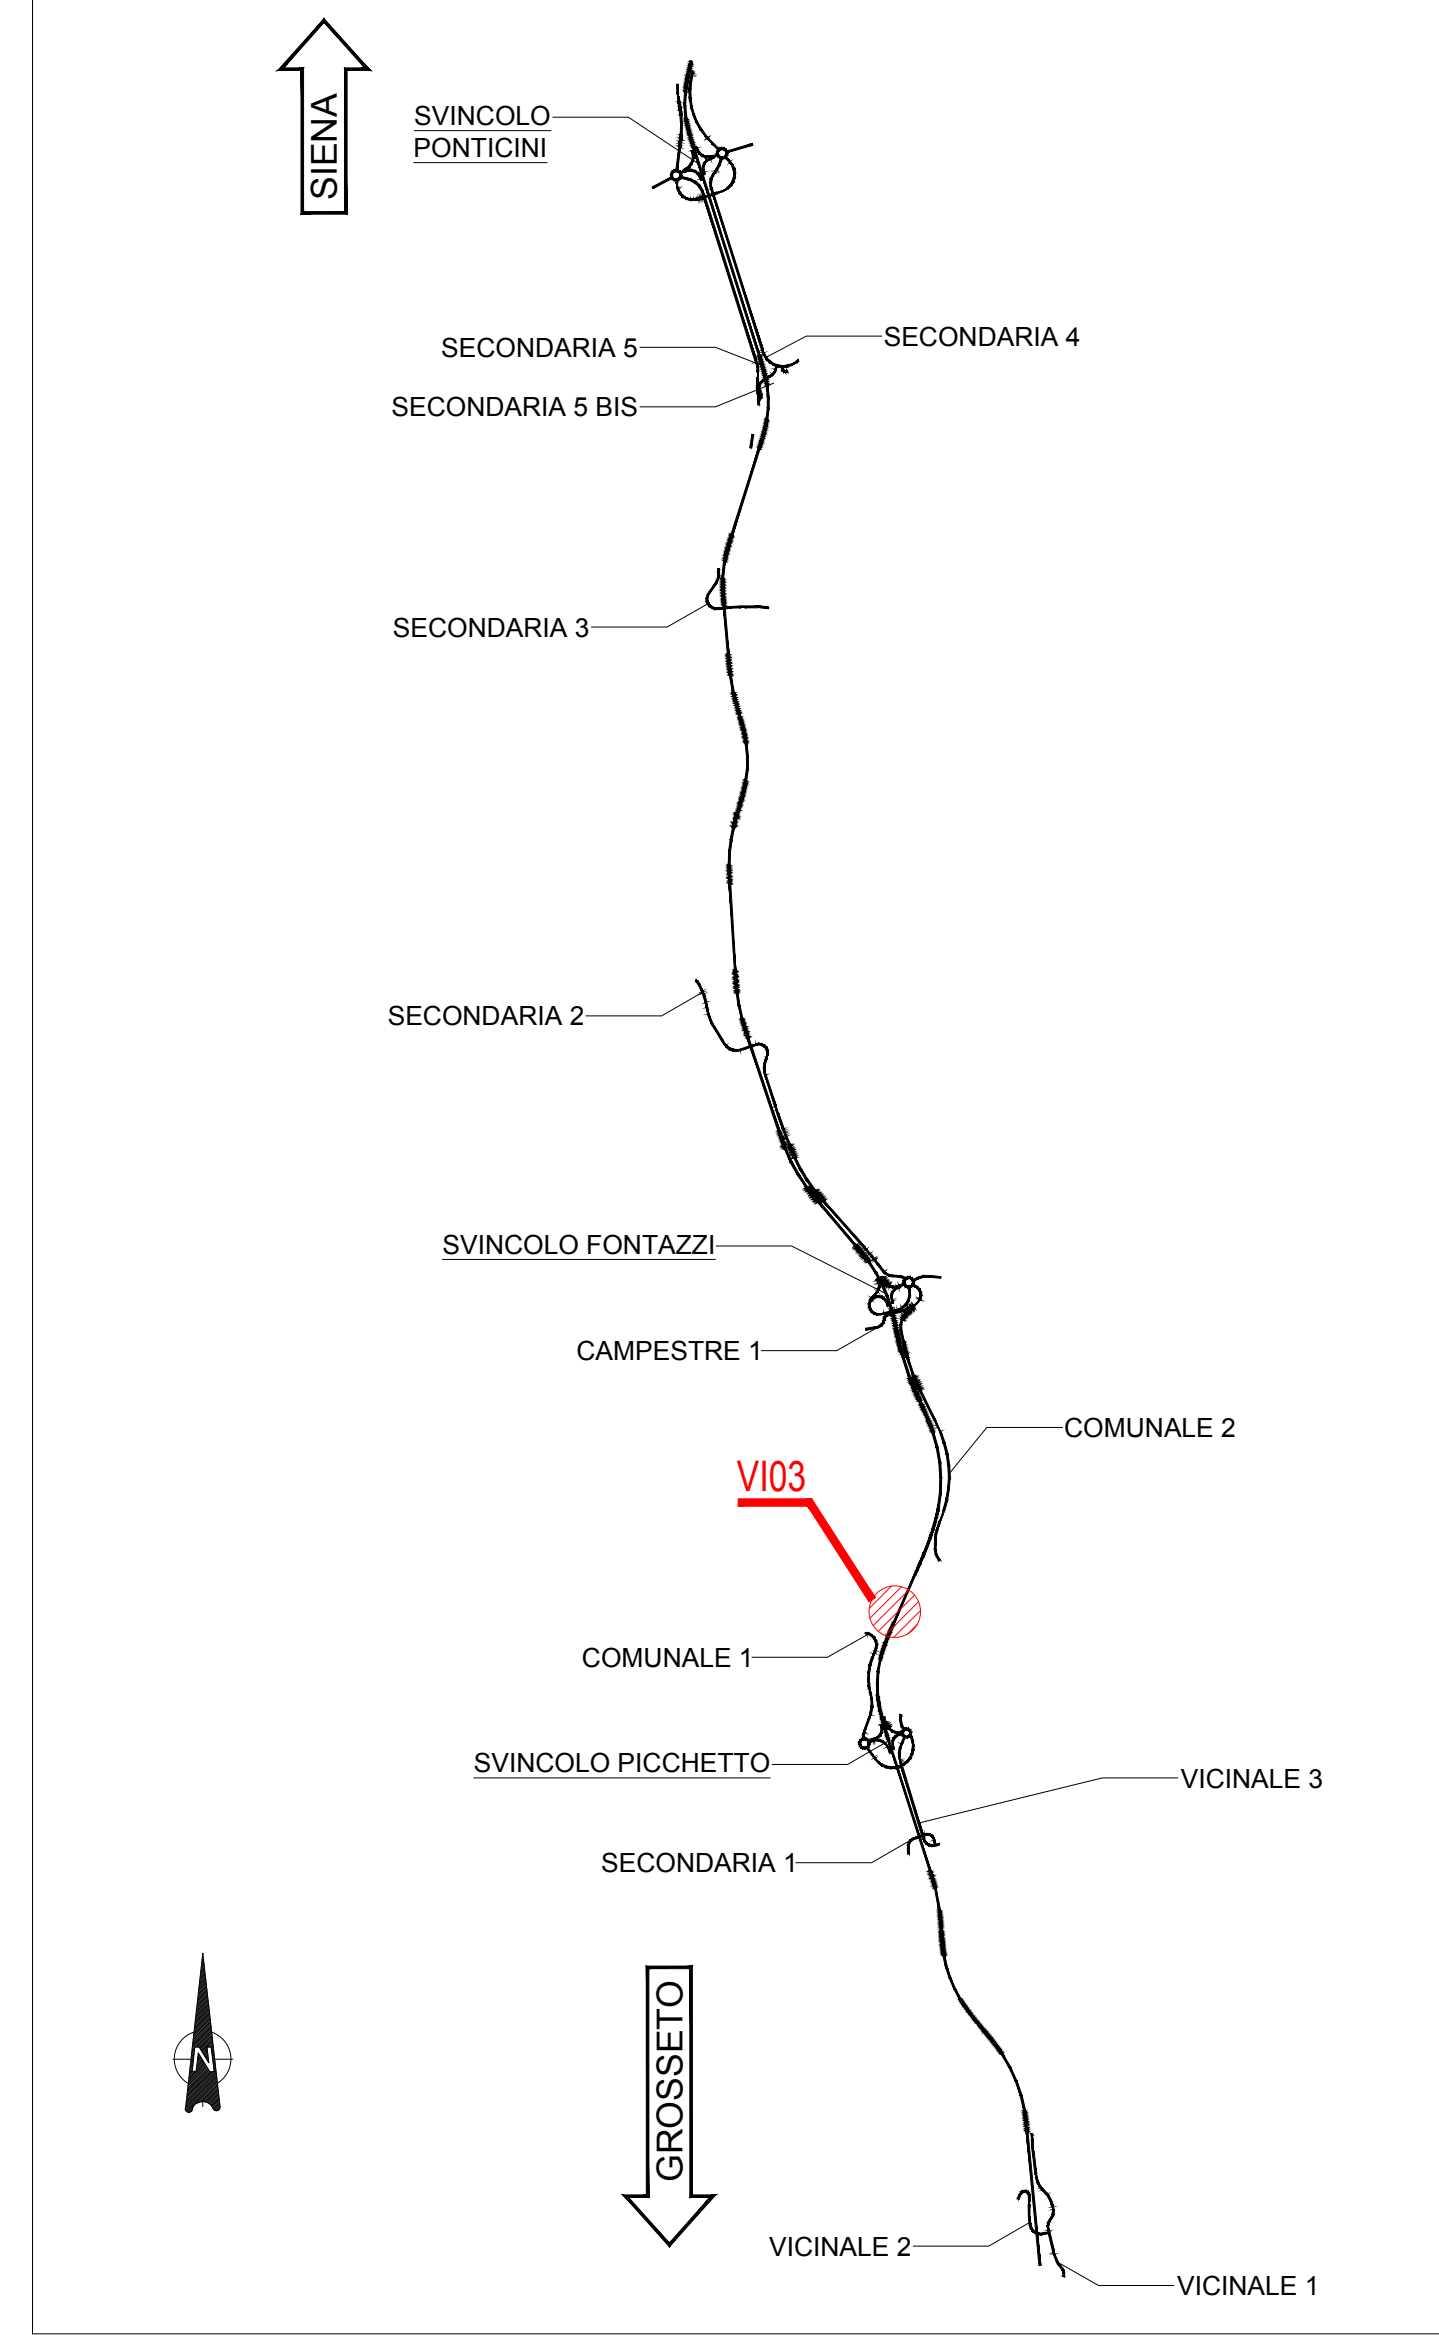 SIENA
SVINCOLO
PONTICINI
SECONDARIA 4
SECONDARIA 5
SECONDARIA 5 BIS
SECONDARIA 3
SECONDARIA 2
SVINCOLO FONTAZZI
CAMPESTRE 1
COMUNALE 2
VI03
COMUNALE 1
SVINCOLO PICCHETTO
VICINALE 3
SECONDARIA 1
GROSSETO
N
VICINALE 2
VICINALE 1